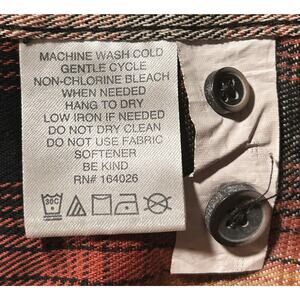 MACHINE WASH COLD
GENTLE CYCLE
NON-CHLORINE BLEACH
WHEN NEEDED
HANG TO DRY
LOW IRON IF NEEDED
DO NOT DRY CLEAN
DO NOT USE FABRIC
SOFTENER
BE KIND
RN# 164026
30C